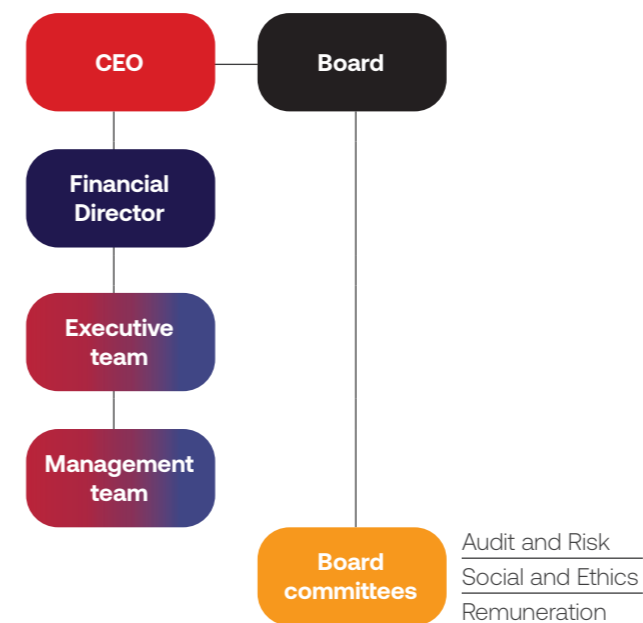 CEO
Board
Financial
Director
Executive
team
Management
team
Board
committees
Audit and Risk
Social and Ethics
Remuneration